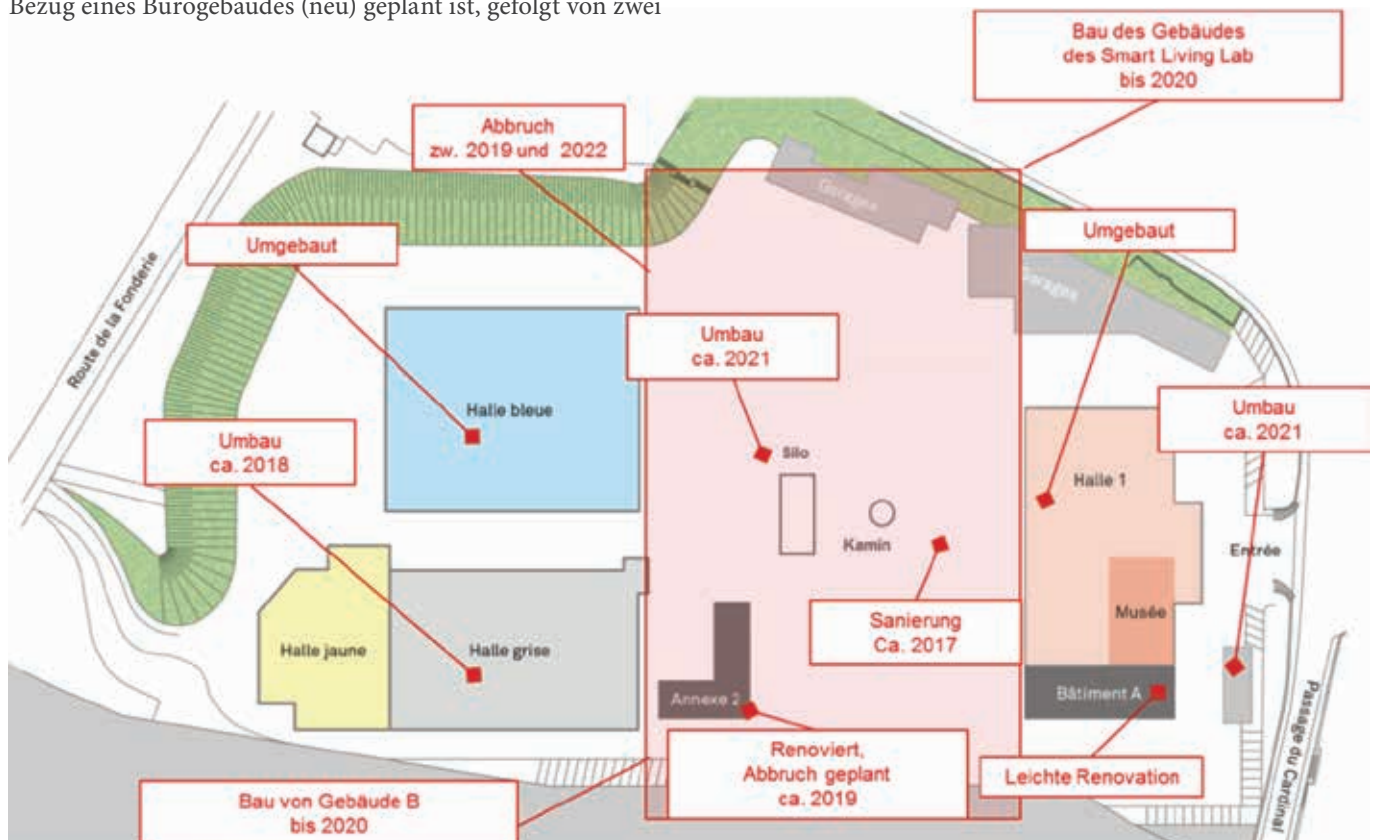 Bezug eines Bürogebäudes (neu) geplant ist, gefolgt von zwei
Bau des Gebäudes
des Smart Living Lab
bis 2020
Abbruch
zw. 2019 und 2022
Garages
Umgebaut
Umgebaut
Route de la Fonderie
Garages
Umbau
ca. 2021
Halle bleue
Umbau
ca. 2018
Umbau
ca. 2021
Silo
Halle 1
Kamin
Entrée
Musée
Sanierung
Ca. 2017
Halle jaune
Halle grise
Annexe 2
Bâtiment A
Passage du Cardinal
Renoviert,
Abbruch geplant
ca. 2019
Leichte Renovation
Bau von Gebäude B
bis 2020